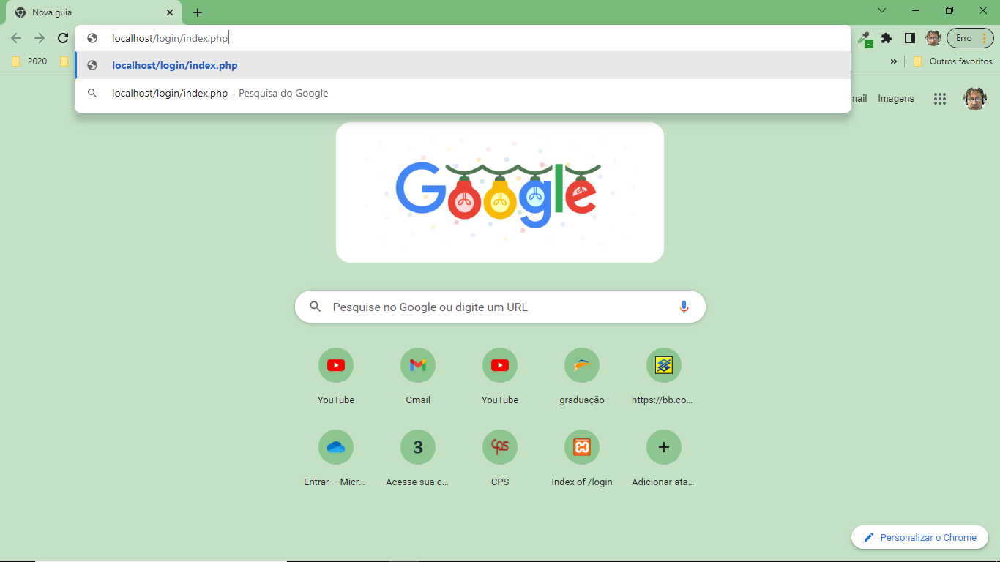 Nova guia
localhost/login/index.php
Erro
2020
localhost/login/index.php
Outros favoritos
localhost/login/index.php - Pesquisa do Google
mail
Imagens
Google
Pesquise no Google ou digite um URL
YouTube
Gmail
YouTube
graduação
https://bb.co...
3
cps
Entrar – Micr...
Acesse sua c...
CPS
Index of /login
Adicionar ata...
Personalizar o Chrome